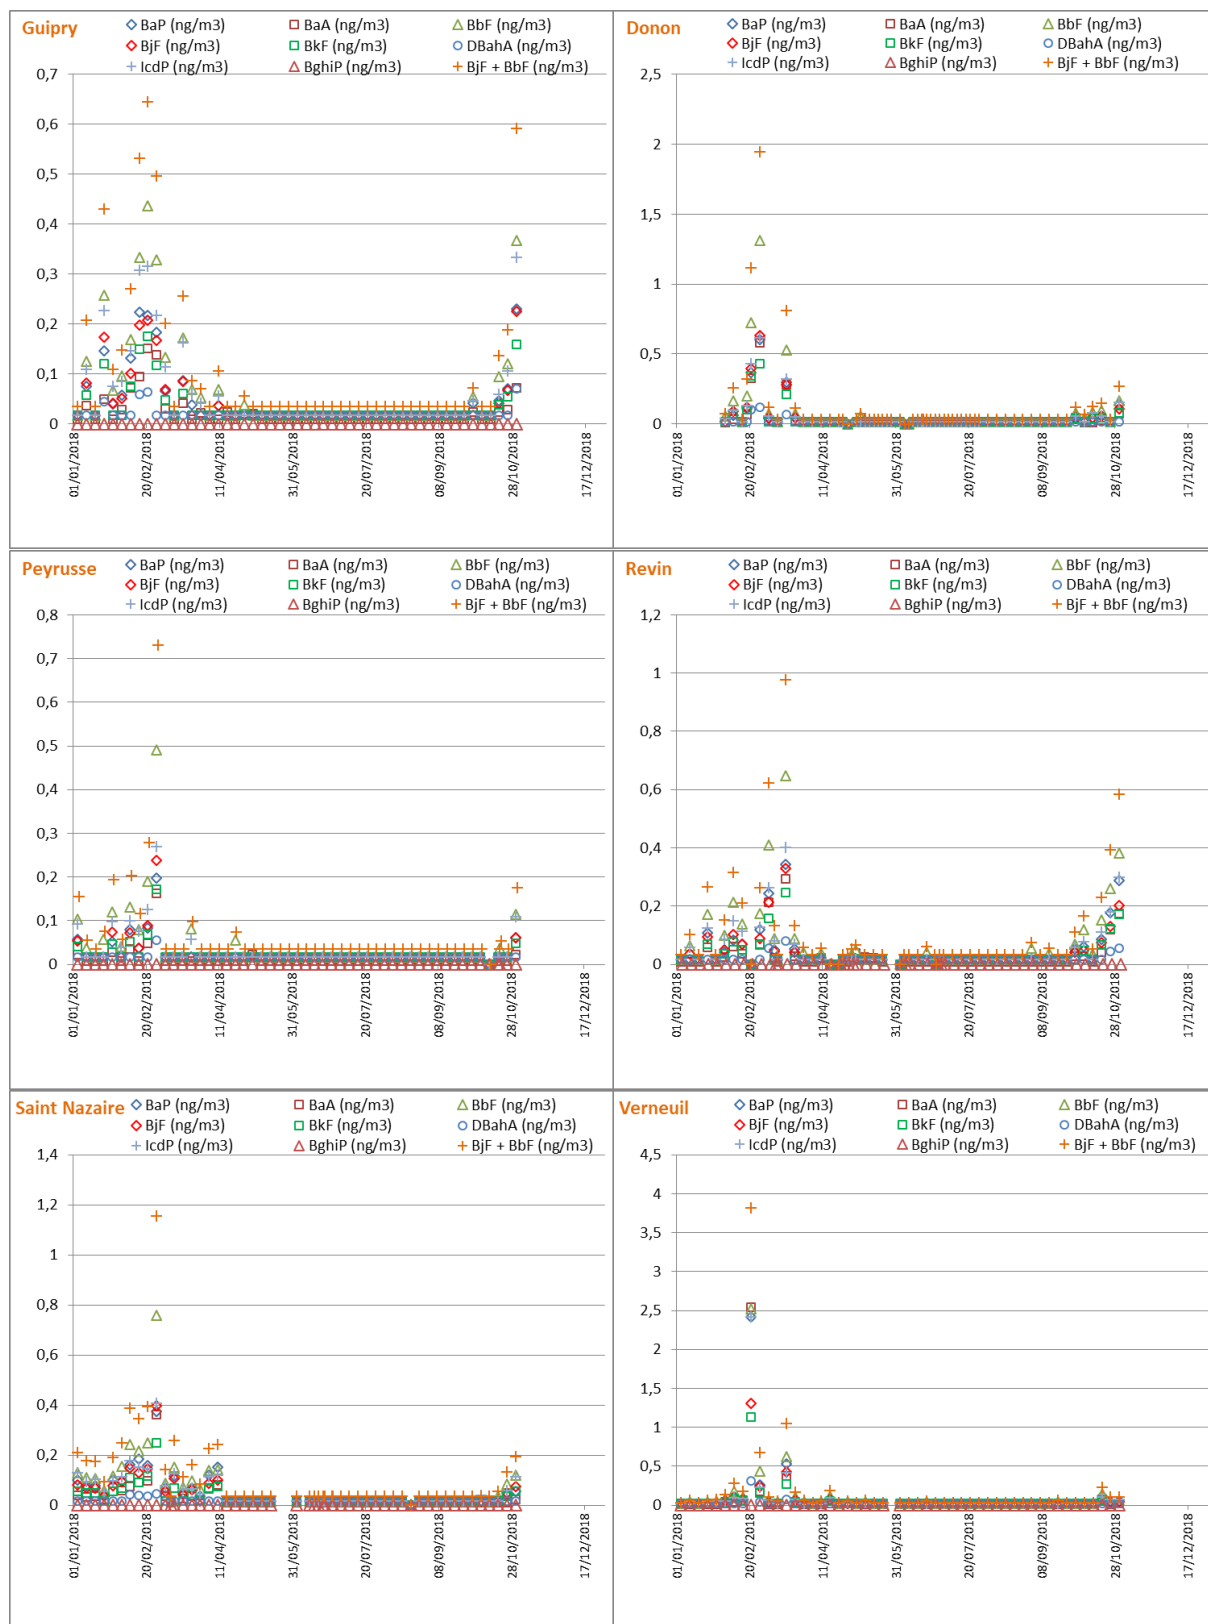 Guipry
BaP (ng/m3) BaA (ng/m3) BbF (ng/m3)
BjF (ng/m3) BkF (ng/m3) DBahA (ng/m3)
IcdP (ng/m3) BghiP (ng/m3) BjF + BbF (ng/m3)
0,7
0,6
0,5
0,4
0,3
0,2
0,1
0
01/01/2018 20/02/2018 11/04/2018 31/05/2018 20/07/2018 08/09/2018 28/10/2018 17/12/2018
Donon
BaP (ng/m3) BaA (ng/m3) BbF (ng/m3)
BjF (ng/m3) BkF (ng/m3) DBahA (ng/m3)
IcdP (ng/m3) BghiP (ng/m3) BjF + BbF (ng/m3)
2,5
2
1,5
1
0,5
0
01/01/2018 20/02/2018 11/04/2018 31/05/2018 20/07/2018 08/09/2018 28/10/2018 17/12/2018
Peyrusse
BaP (ng/m3) BaA (ng/m3) BbF (ng/m3)
BjF (ng/m3) BkF (ng/m3) DBahA (ng/m3)
IcdP (ng/m3) BghiP (ng/m3) BjF + BbF (ng/m3)
0,8
0,7
0,6
0,5
0,4
0,3
0,2
0,1
0
01/01/2018 20/02/2018 11/04/2018 31/05/2018 20/07/2018 08/09/2018 28/10/2018 17/12/2018
Revin
BaP (ng/m3) BaA (ng/m3) BbF (ng/m3)
BjF (ng/m3) BkF (ng/m3) DBahA (ng/m3)
IcdP (ng/m3) BghiP (ng/m3) BjF + BbF (ng/m3)
1,2
1
0,8
0,6
0,4
0,2
0
01/01/2018 20/02/2018 11/04/2018 31/05/2018 20/07/2018 08/09/2018 28/10/2018 17/12/2018
Saint Nazaire
BaP (ng/m3) BaA (ng/m3) BbF (ng/m3)
BjF (ng/m3) BkF (ng/m3) DBahA (ng/m3)
IcdP (ng/m3) BghiP (ng/m3) BjF + BbF (ng/m3)
1,4
1,2
1
0,8
0,6
0,4
0,2
0
01/01/2018 20/02/2018 11/04/2018 31/05/2018 20/07/2018 08/09/2018 28/10/2018 17/12/2018
Verneuil
BaP (ng/m3) BaA (ng/m3) BbF (ng/m3)
BjF (ng/m3) BkF (ng/m3) DBahA (ng/m3)
IcdP (ng/m3) BghiP (ng/m3) BjF + BbF (ng/m3)
4,5
4
3,5
3
2,5
2
1,5
1
0,5
0
01/01/2018 20/02/2018 11/04/2018 31/05/2018 20/07/2018 08/09/2018 28/10/2018 17/12/2018